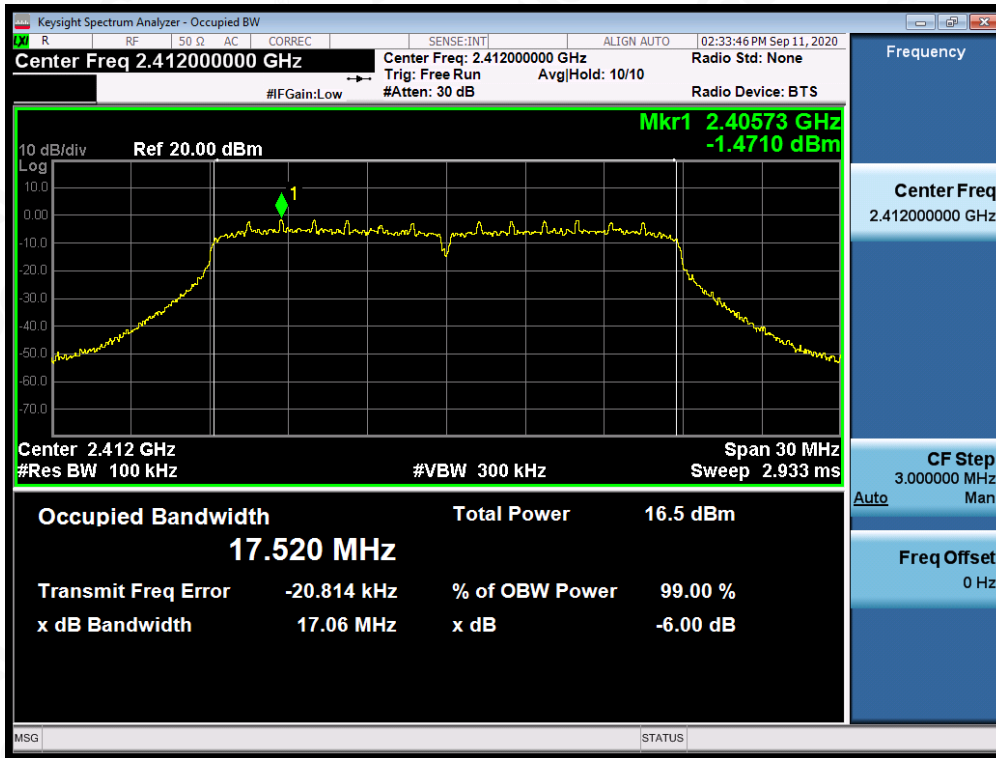 Keysight Spectrum Analyzer - Occupied BW
LXI R RF 50 Ω AC CORREC SENSE:INT ALIGN AUTO 02:33:46 PM Sep 11, 2020
Center Freq 2.412000000 GHz
Center Freq: 2.412000000 GHz Radio Std: None
Trig: Free Run Avg|Hold: 10/10
#IFGain:Low #Atten: 30 dB Radio Device: BTS
Mkr1 2.40573 GHz
-1.4710 dBm
10 dB/div Ref 20.00 dBm
Log
10.0
1
0.00
-10.0
-20.0
-30.0
-40.0
-50.0
-60.0
-70.0
Center 2.412 GHz Span 30 MHz
#Res BW 100 kHz #VBW 300 kHz Sweep 2.933 ms
Occupied Bandwidth Total Power 16.5 dBm
17.520 MHz
Transmit Freq Error -20.814 kHz % of OBW Power 99.00 %
x dB Bandwidth 17.06 MHz x dB -6.00 dB
MSG STATUS
Frequency
Center Freq
2.412000000 GHz
CF Step
3.000000 MHz
Auto Man
Freq Offset
0 Hz